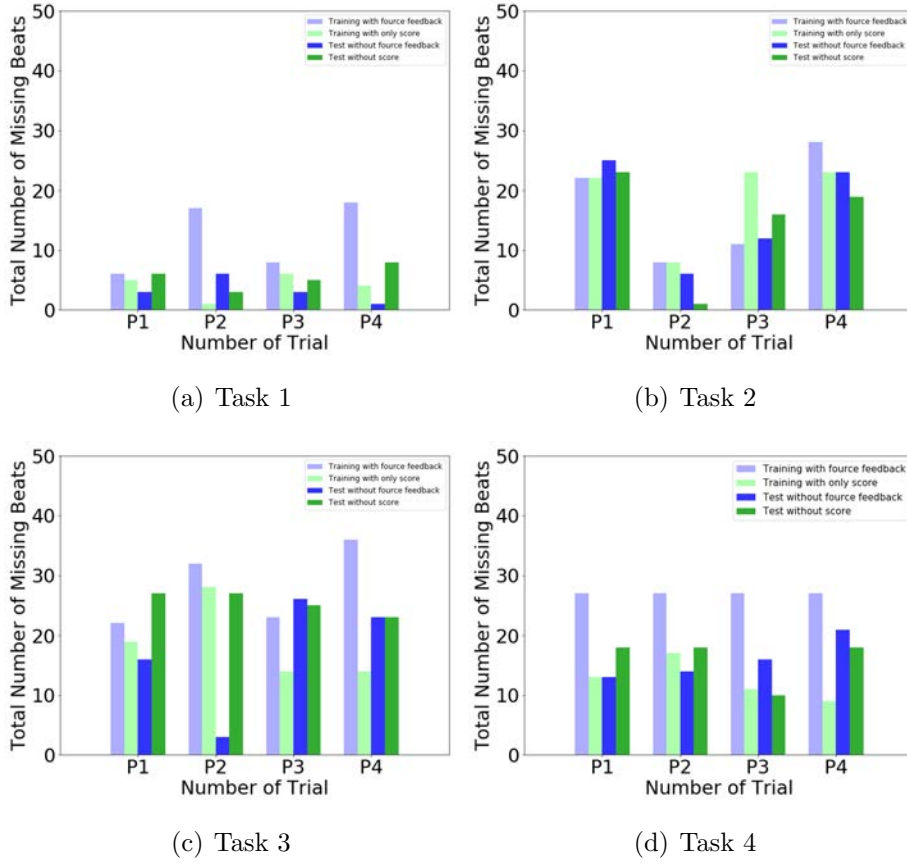 50
40
30
20
10
0
Total Number of Missing Beats
Training with fource feedback
Training with only score
Test without fource feedback
Test without score
P1 P2 P3 P4
Number of Trial
(a) Task 1
50
40
30
20
10
0
Total Number of Missing Beats
Training with fource feedback
Training with only score
Test without fource feedback
Test without score
P1 P2 P3 P4
Number of Trial
(b) Task 2
50
40
30
20
10
0
Total Number of Missing Beats
Training with fource feedback
Training with only score
Test without fource feedback
Test without score
P1 P2 P3 P4
Number of Trial
(c) Task 3
50
40
30
20
10
0
Total Number of Missing Beats
Training with fource feedback
Training with only score
Test without fource feedback
Test without score
P1 P2 P3 P4
Number of Trial
(d) Task 4